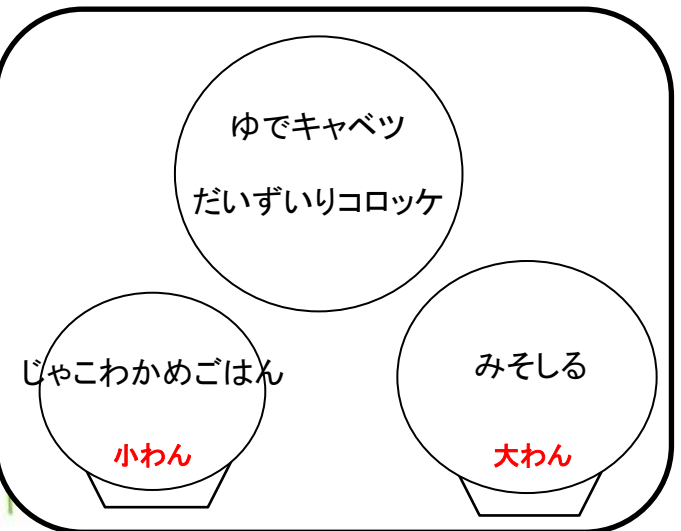 ゆでキャベツ
だいずいりコロッケ
じゃこわかめごはん
小わん
みそしる
大わん